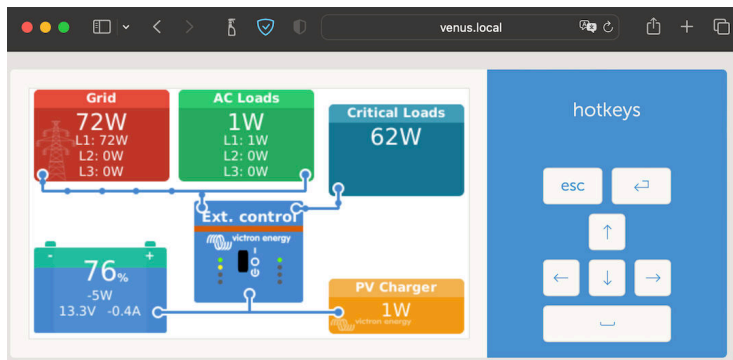 venus.local
Grid
72W
L1: 72W
L2: 0W
L3: 0W
AC Loads
1W
L1: 1W
L2: 0W
L3: 0W
Critical Loads
62W
Ext. control
victron energy
I
O
- +
76%
-5W
13.3V -0.4A
PV Charger
1W
victron energy
hotkeys
esc